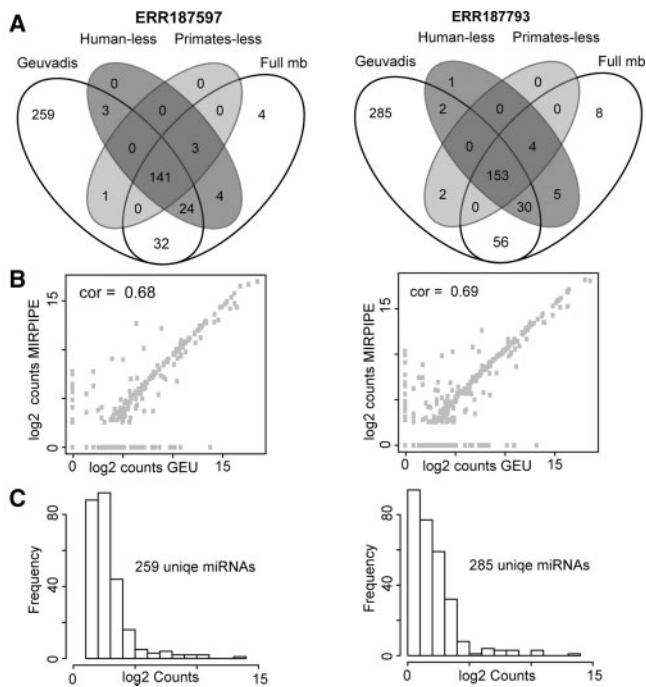 A
ERR187597
Human-less Primates-less
Geuvadis Full mb
0 0
259 3 0 0 4
0 3
141
1 0 24 4
32
ERR187793
Human-less Primates-less
Geuvadis Full mb
1 0
285 2 0 0 8
0 4
153
2 0 30 5
56
B
cor = 0.68
log2 counts MIRPIPE
0 15
log2 counts GEU
0 15
cor = 0.69
log2 counts MIRPIPE
0 15
log2 counts GEU
0 15
C
259 uniqe miRNAs
Frequency
0 40 80
log2 Counts
0 15
285 uniqe miRNAs
Frequency
0 40 80
log2 Counts
0 15